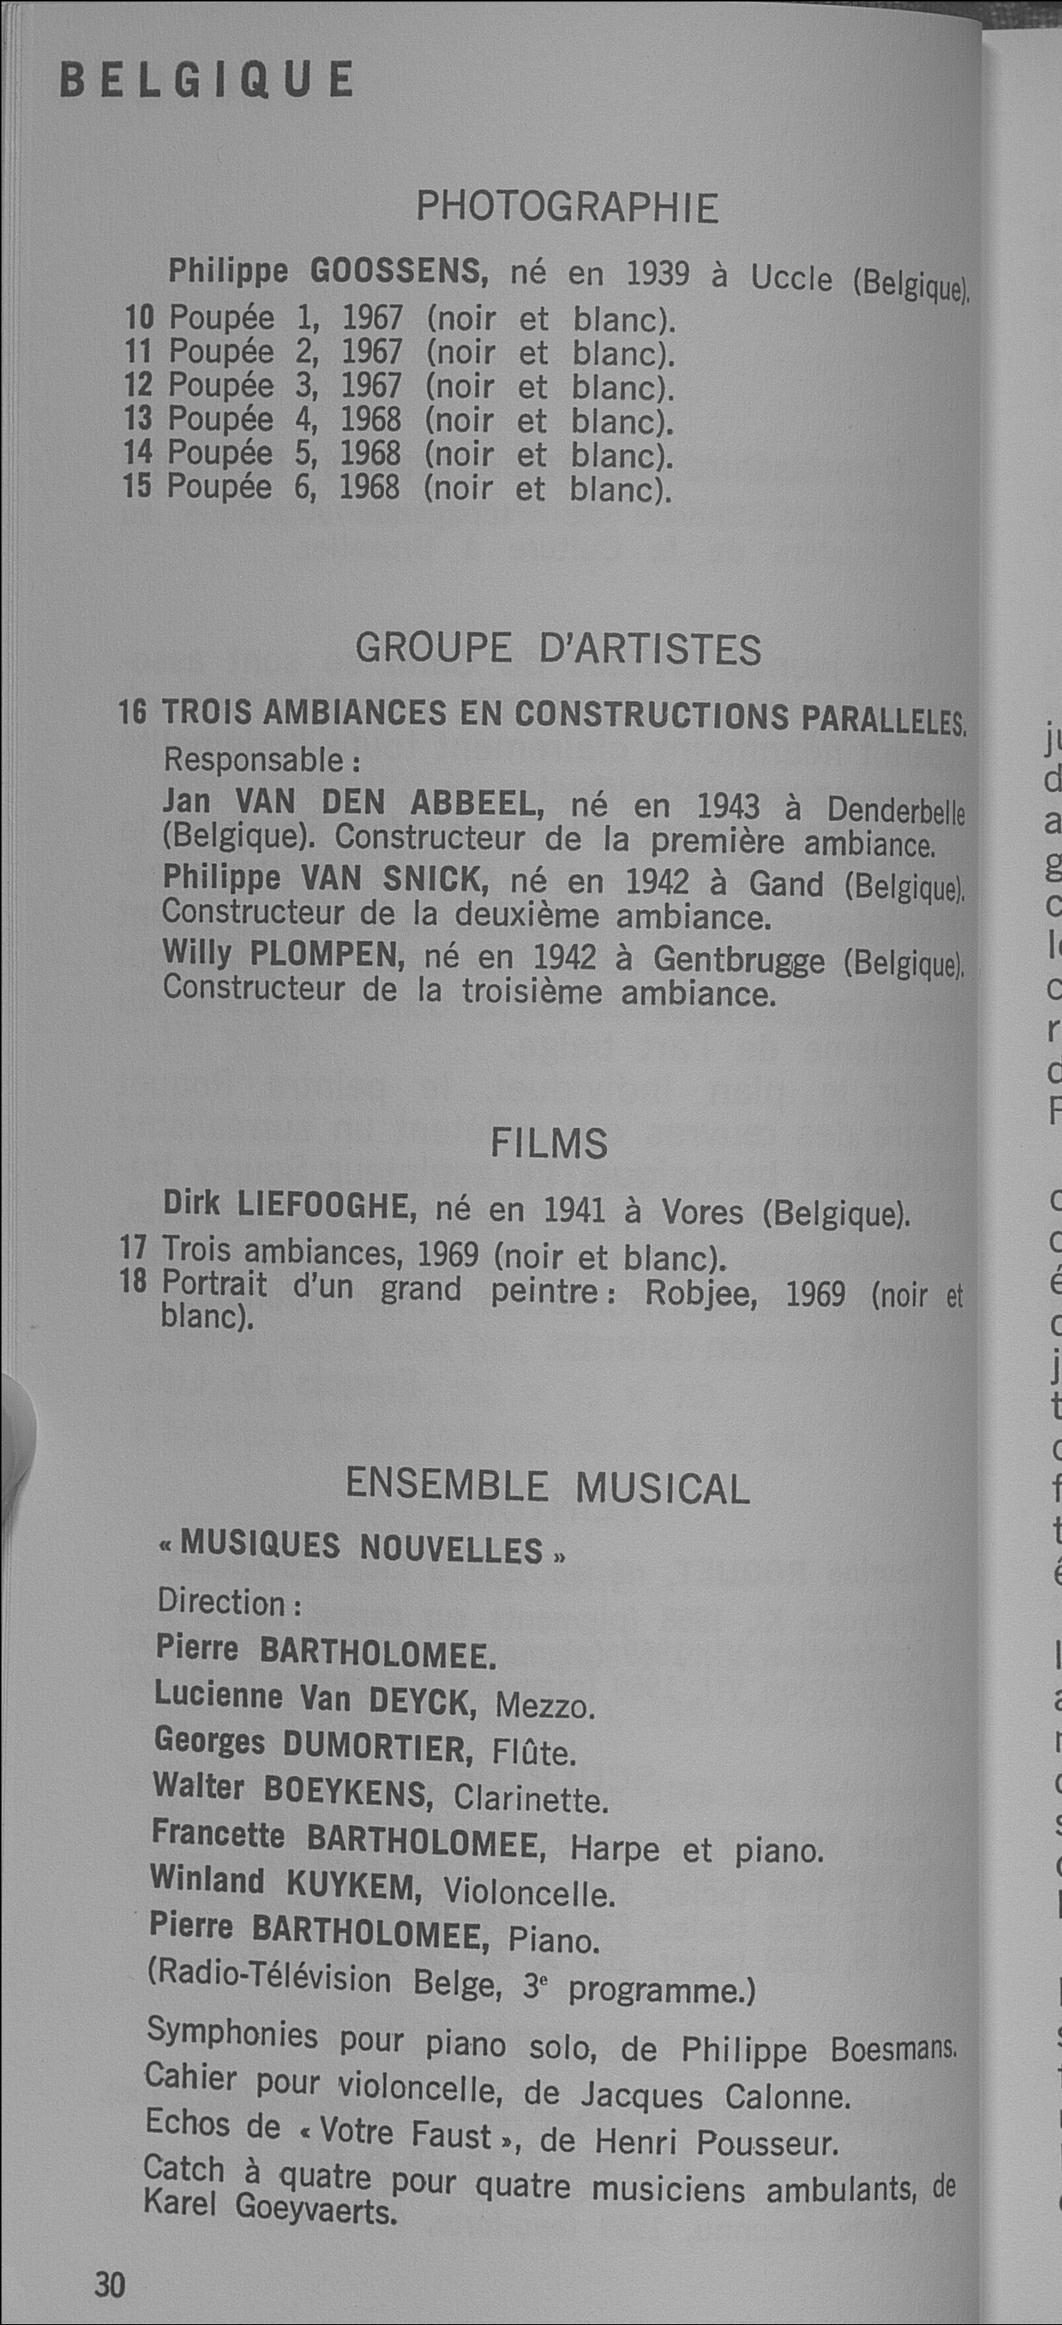 BELGIQUE
PHOTOGRAPHIE
Philippe GOOSSENS, né en 1939 à Uccle (Belgique).
10 Poupée 1, 1967 (noir et blanc).
11 Poupée 2, 1967 (noir et blanc).
12 Poupée 3, 1967 (noir et blanc).
13 Poupée 4, 1968 (noir et blanc).
14 Poupée 5, 1968 (noir et blanc).
15 Poupée 6, 1968 (noir et blanc).
GROUPE D'ARTISTES
16 TROIS AMBIANCES EN CONSTRUCTIONS PARALLELES.
Responsable :
Jan VAN DEN ABBEEL, né en 1943 à Denderbelle
(Belgique). Constructeur de la première ambiance.
Philippe VAN SNICK, né en 1942 à Gand (Belgique).
Constructeur de la deuxième ambiance.
Willy PLOMPEN, né en 1942 à Gentbrugge (Belgique).
Constructeur de la troisième ambiance.
FILMS
Dirk LIEFOOGHE, né en 1941 à Vores (Belgique).
17 Trois ambiances, 1969 (noir et blanc).
18 Portrait d'un grand peintre : Robjee, 1969 (noir et
blanc).
ENSEMBLE MUSICAL
« MUSIQUES NOUVELLES »
Direction :
Pierre BARTHOLOMEE.
Lucienne Van DEYCK, Mezzo.
Georges DUMORTIER, Flûte.
Walter BOEYKENS, Clarinette.
Francette BARTHOLOMEE, Harpe et piano.
Winland KUYKEM, Violoncelle.
Pierre BARTHOLOMEE, Piano.
(Radio-Télévision Belge, 3e programme.)
Symphonies pour piano solo, de Philippe Boesmans.
Cahier pour violoncelle, de Jacques Calonne.
Echos de « Votre Faust », de Henri Pousseur.
Catch à quatre pour quatre musiciens ambulants, de
Karel Goeyvaerts.
30